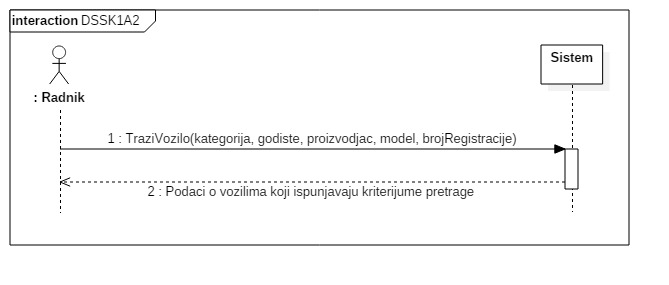 interaction DSSK1A2
: Radnik
Sistem
1 : TraziVozilo(kategorija, godiste, proizvodjac, model, brojRegistracije)
2 : Podaci o vozilima koji ispunjavaju kriterijume pretrage